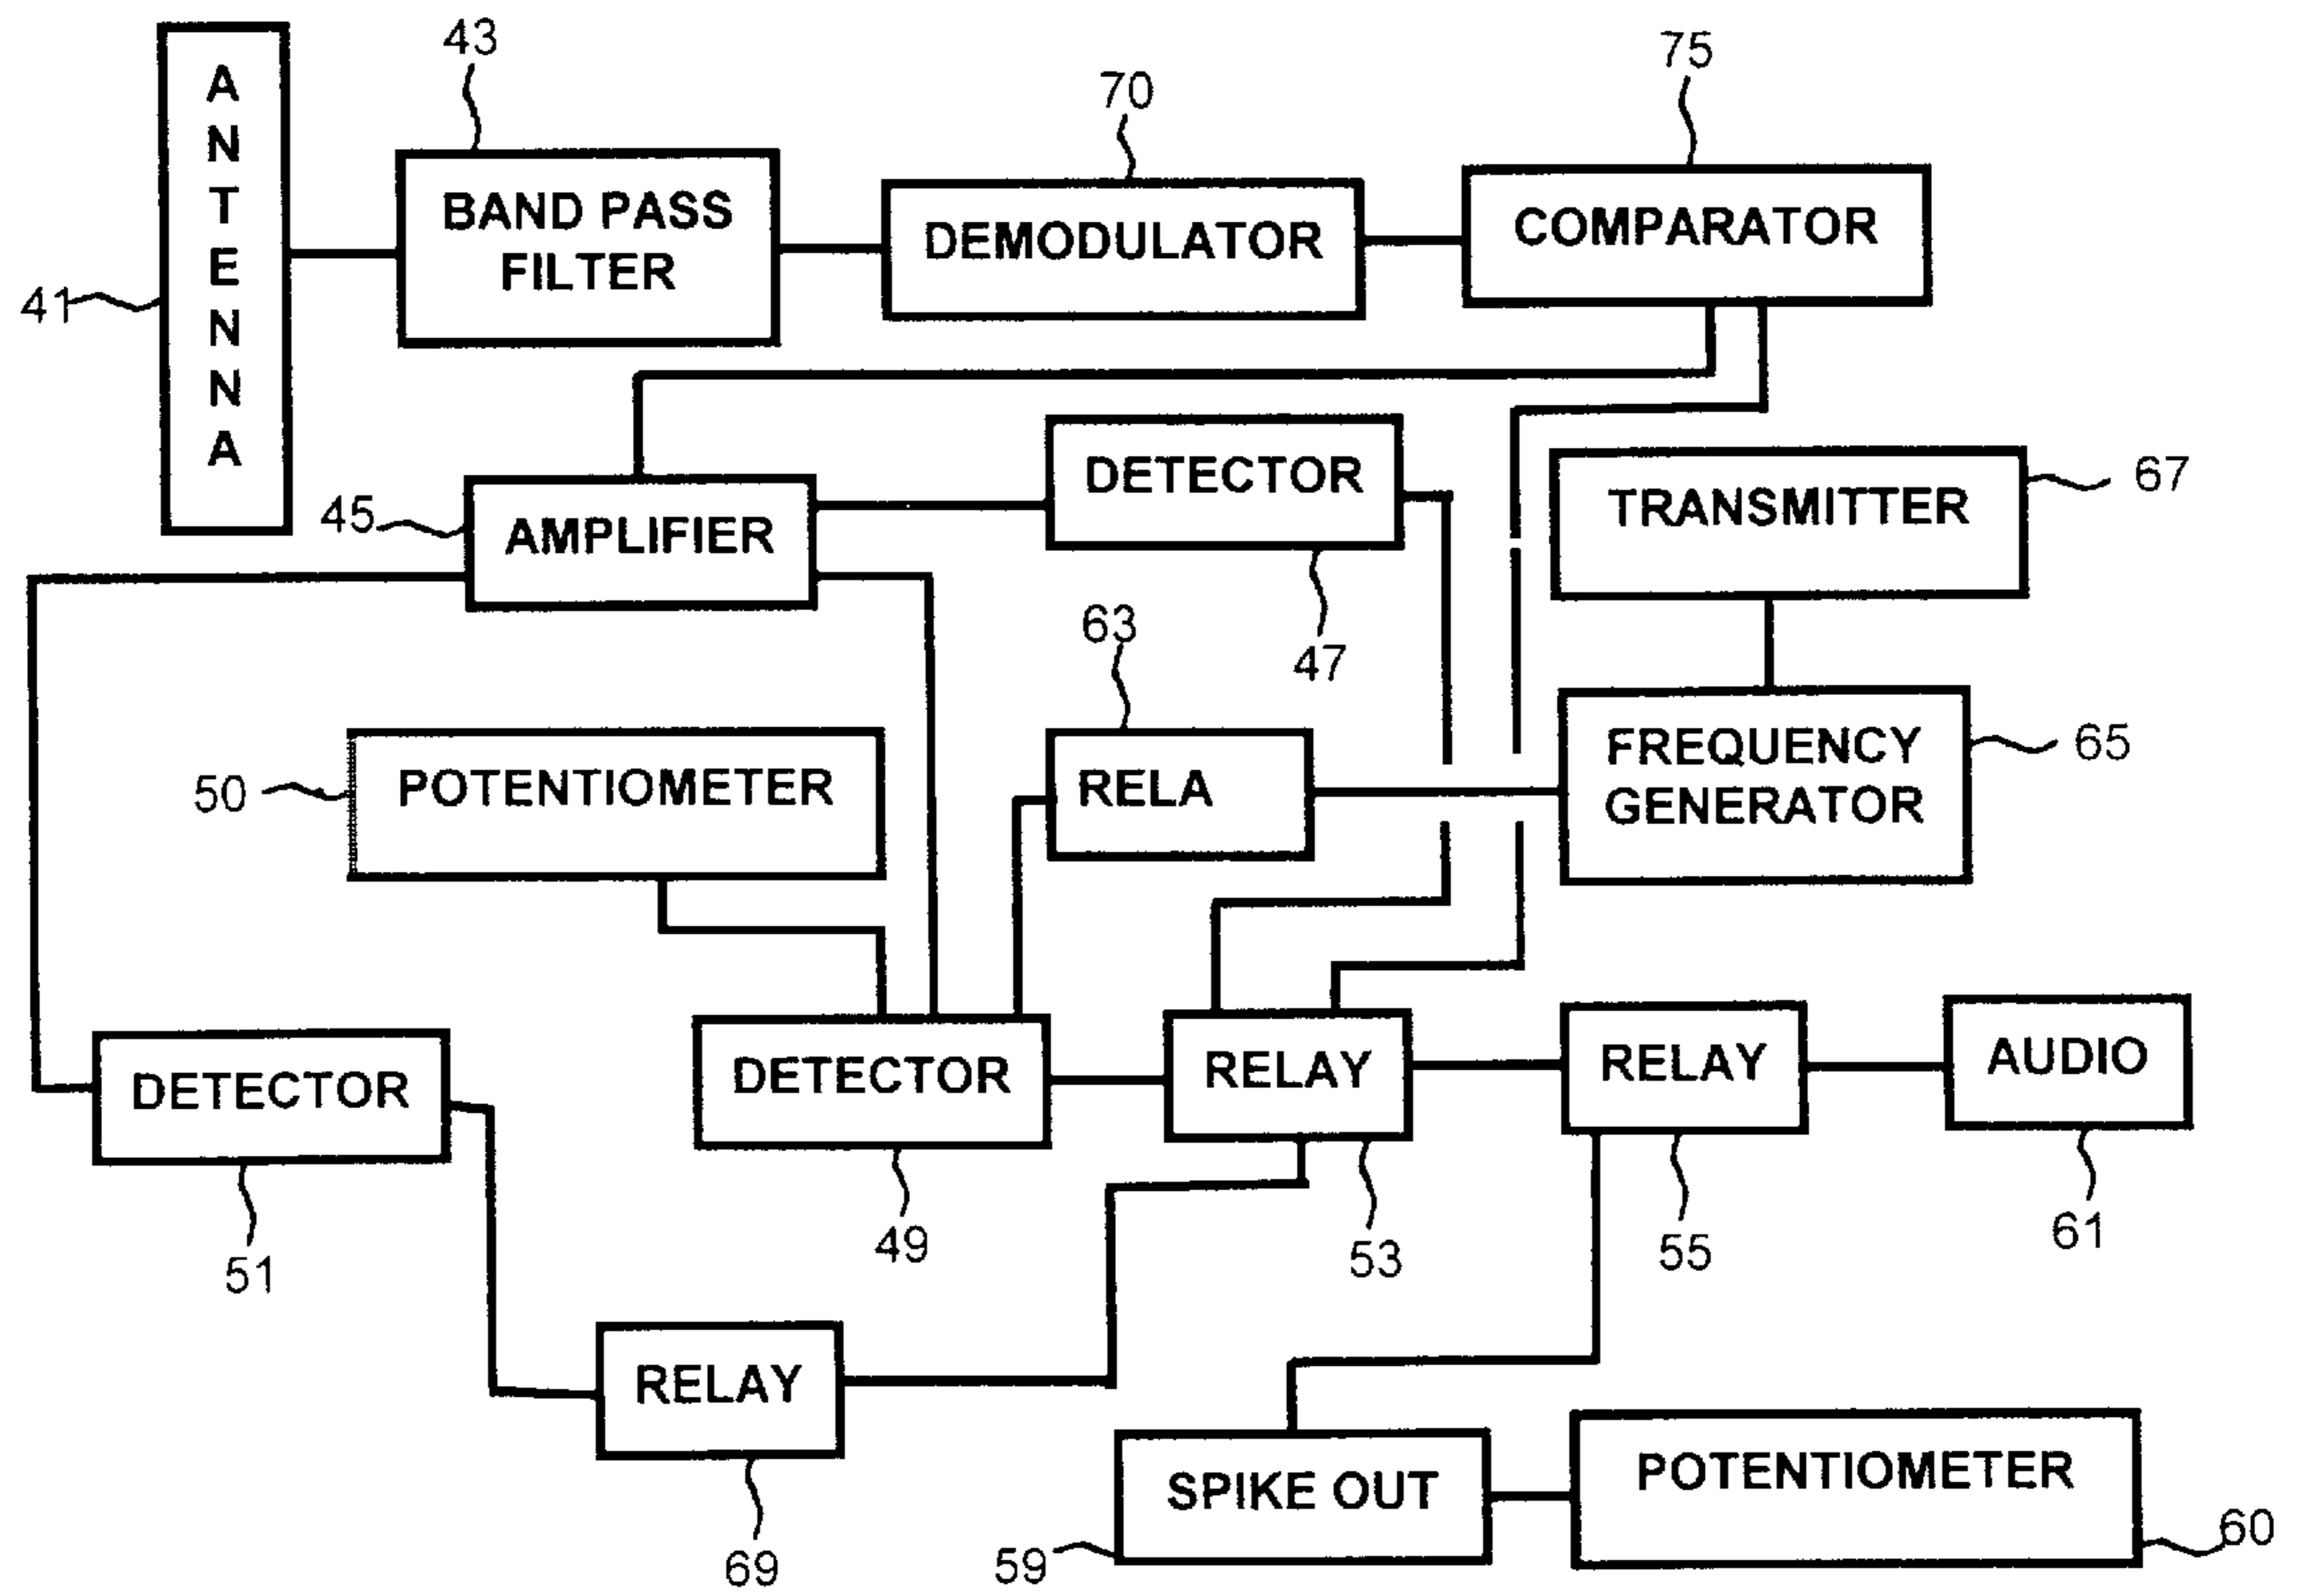 43
75
70
A
N
T
E
N
N
A
BAND PASS
FILTER
DEMODULATOR
COMPARATOR
41
DETECTOR
67
TRANSMITTER
45
AMPLIFIER
63
47
FREQUENCY
GENERATOR
65
50
POTENTIOMETER
RELA
DETECTOR
DETECTOR
RELAY
RELAY
AUDIO
51
49
53
55
61
RELAY
SPIKE OUT
POTENTIOMETER
69
59
60